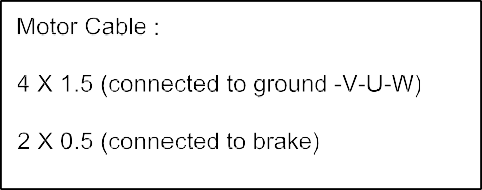 Motor Cable :
4 X 1.5 (connected to ground -V-U-W)
2 X 0.5 (connected to brake)